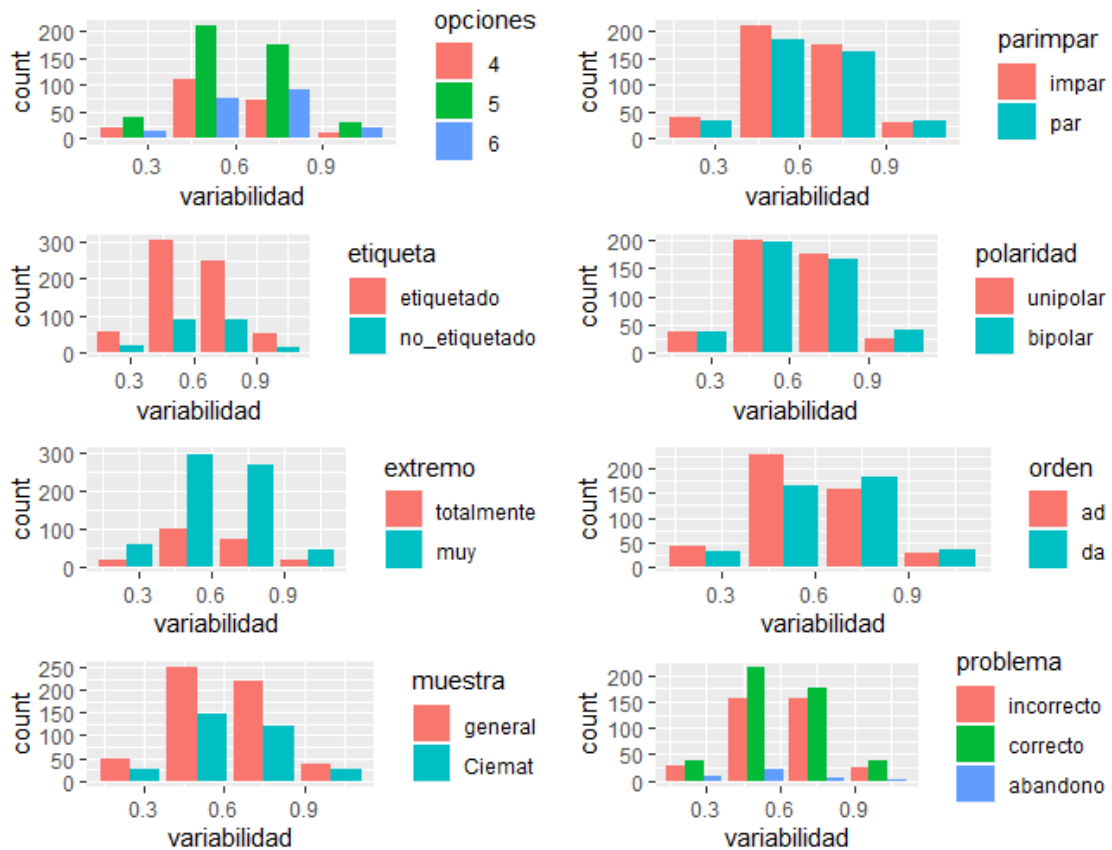 opciones
4
5
6
200
150
100
50
0
count
0.3 0.6 0.9
variabilidad
parimpar
impar
par
200
150
100
50
0
count
0.3 0.6 0.9
variabilidad
etiqueta
etiquetado
no_etiquetado
300
200
100
0
count
0.3 0.6 0.9
variabilidad
polaridad
unipolar
bipolar
200
150
100
50
0
count
0.3 0.6 0.9
variabilidad
extremo
totalmente
muy
300
200
100
0
count
0.3 0.6 0.9
variabilidad
orden
ad
da
200
150
100
50
0
count
0.3 0.6 0.9
variabilidad
muestra
general
Ciemat
250
200
150
100
50
0
count
0.3 0.6 0.9
variabilidad
problema
incorrecto
correcto
abandono
200
150
100
50
0
count
0.3 0.6 0.9
variabilidad